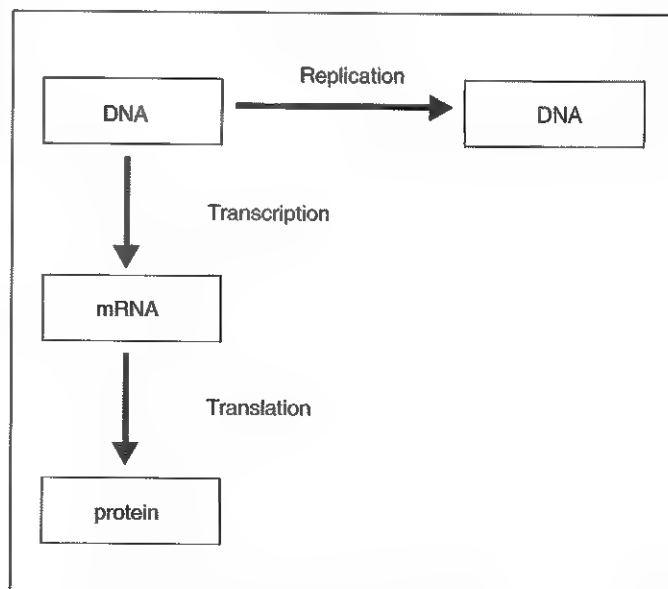 Replication
DNA
DNA
Transcription
mRNA
Translation
protein